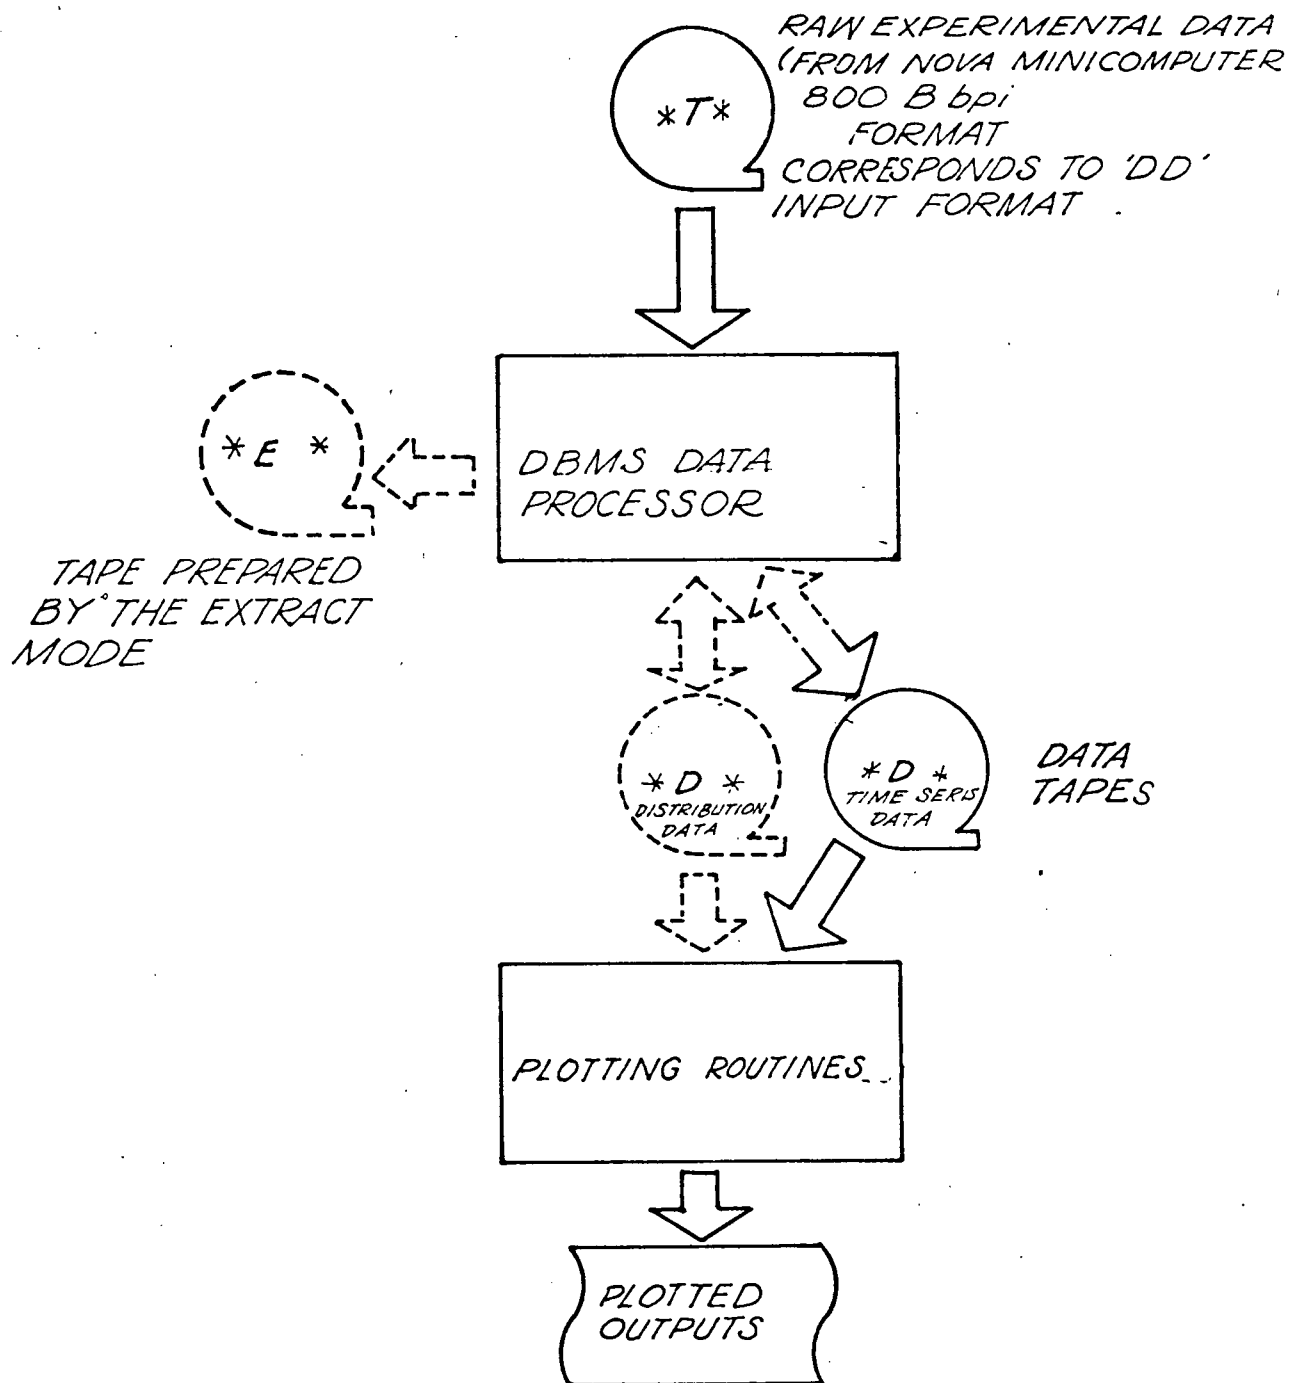 RAW EXPERIMENTAL DATA
(FROM NOVA MINICOMPUTER
800 B bpi
FORMAT
CORRESPONDS TO 'DD'
INPUT FORMAT .
*T*
DBMS DATA
PROCESSOR
*E *
TAPE PREPARED
BY THE EXTRACT
MODE
*D *
DISTRIBUTION
DATA
*D *
TIME SERIS
DATA
DATA
TAPES
PLOTTING ROUTINES
PLOTTED
OUTPUTS